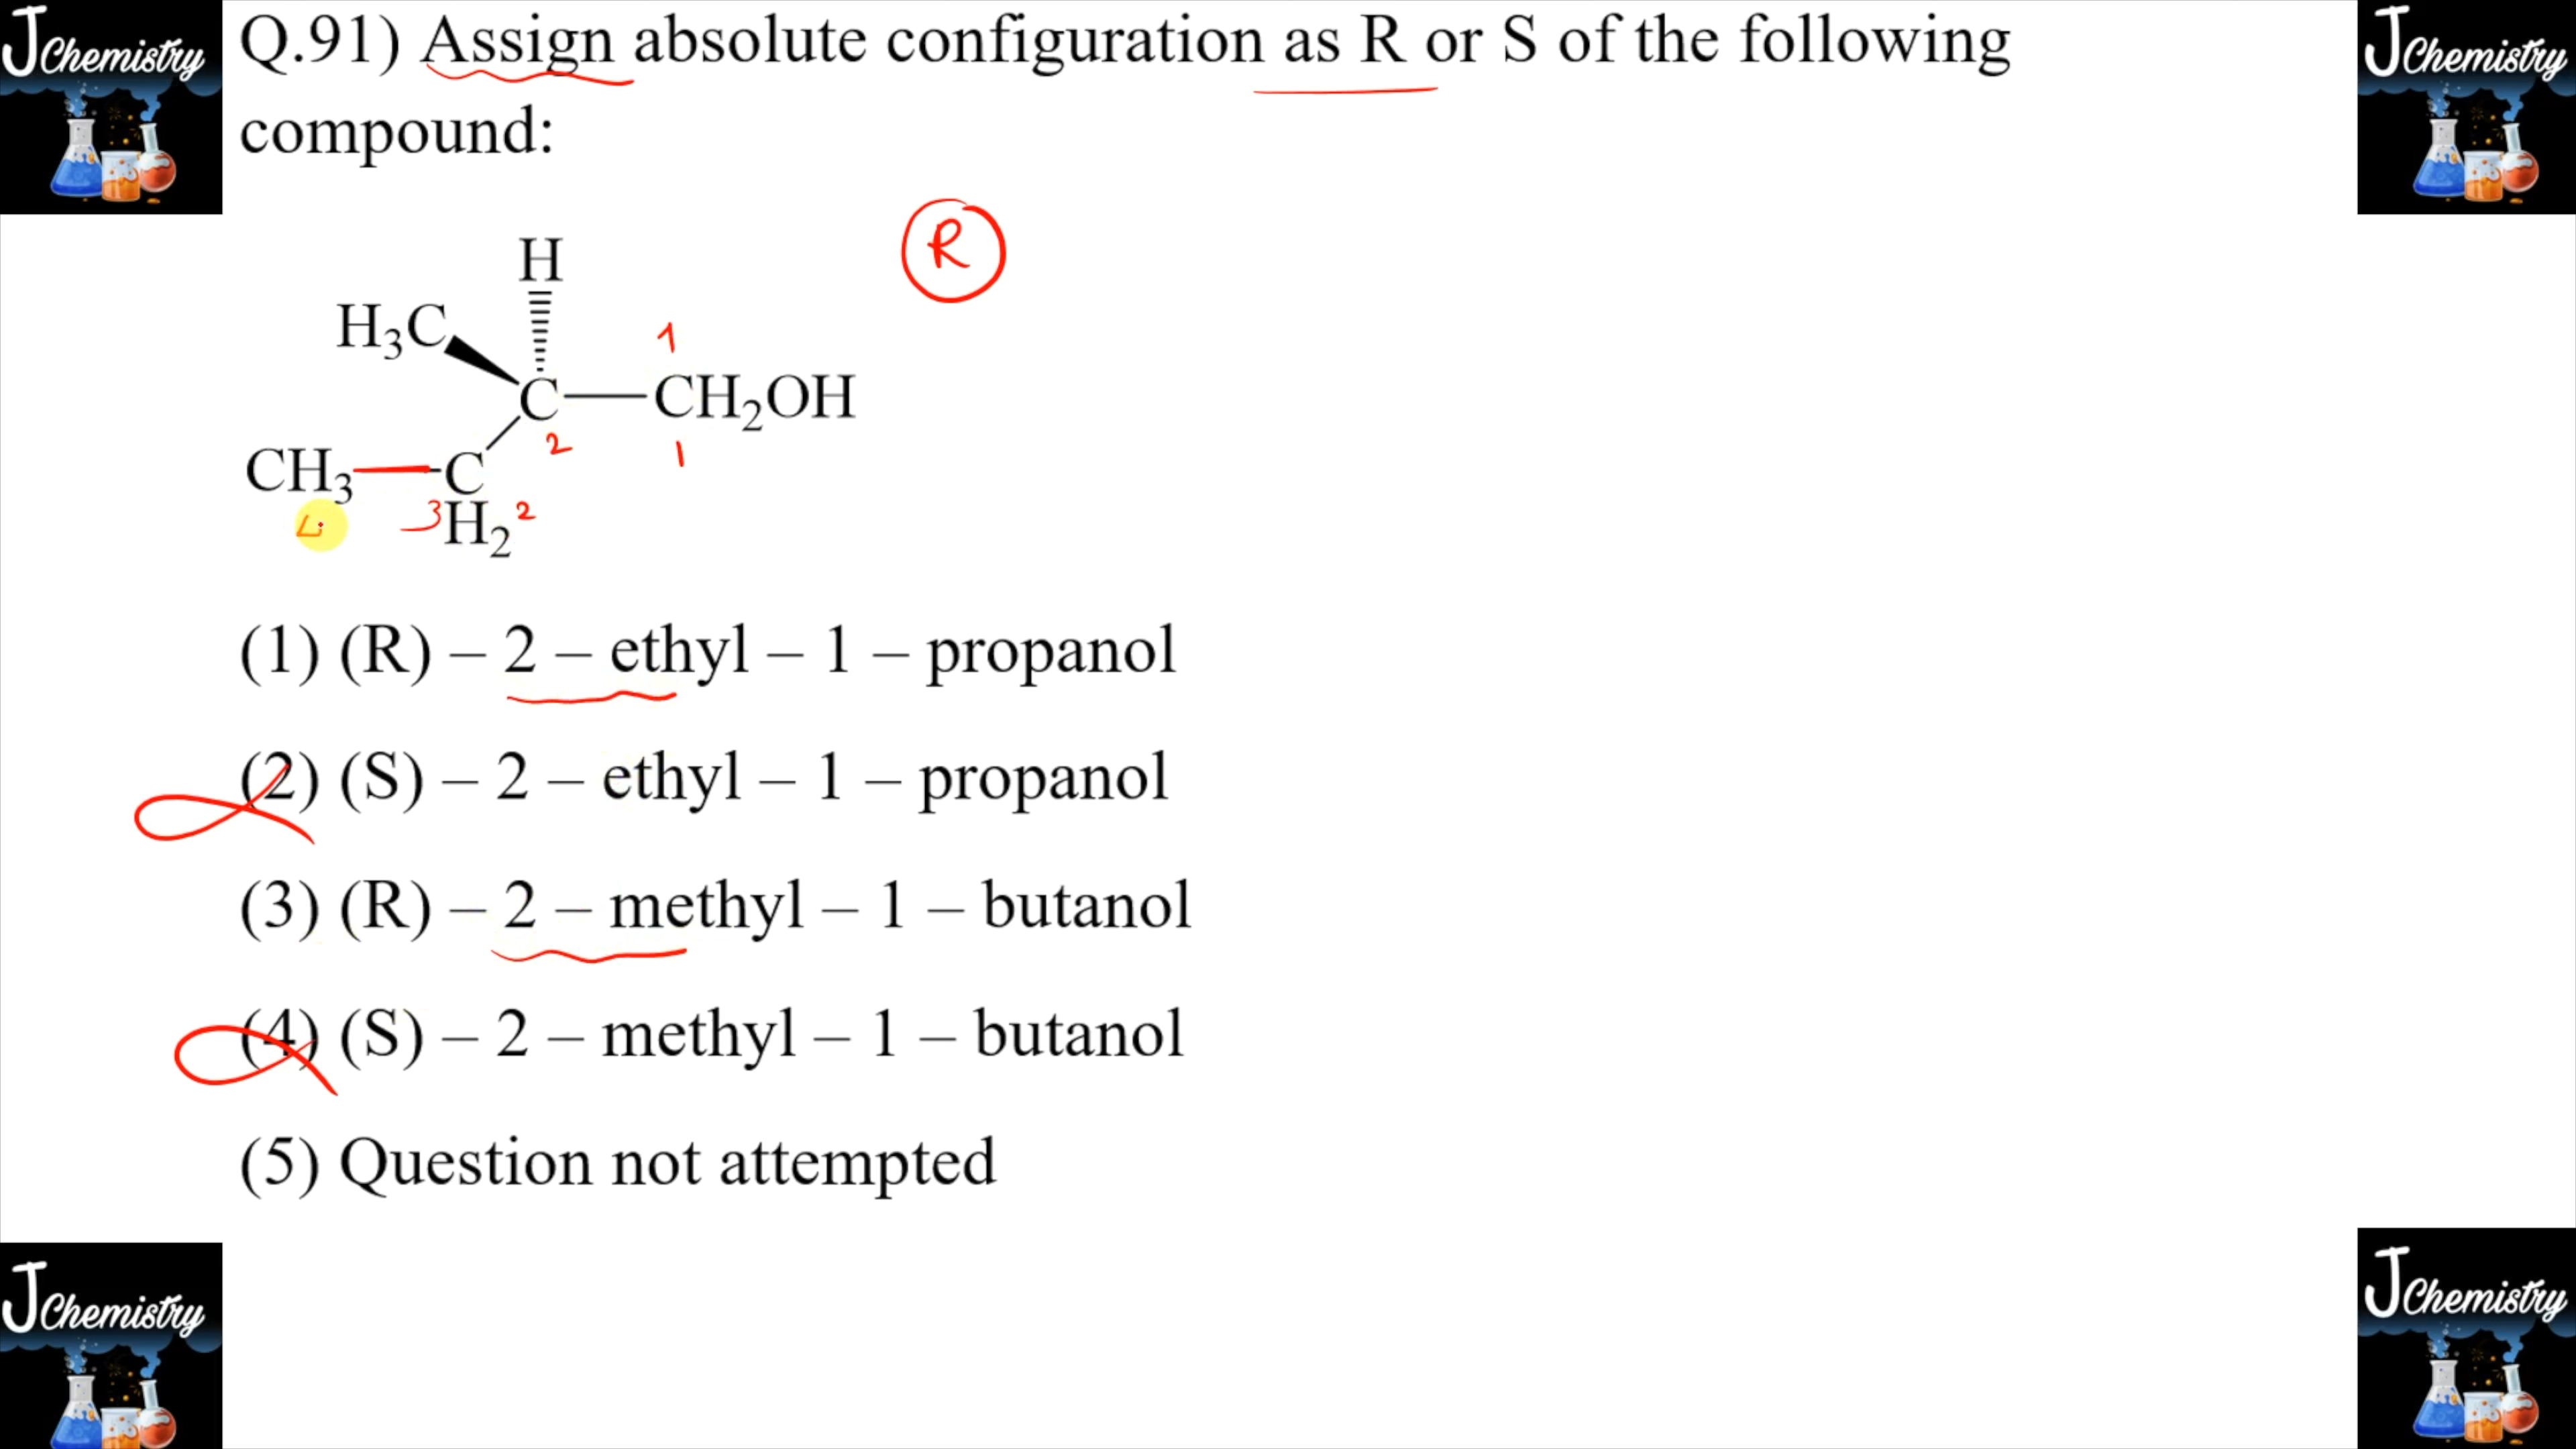 JChemistry
JChemistry
Q.91) Assign absolute configuration as R or S of the following
compound:
R
H
H₃C
1
C
CH₂OH
2
1
CH₃
C
4
3
H₂
2
(1) (R) – 2 – ethyl – 1 – propanol
(2) (S) – 2 – ethyl – 1 – propanol
(3) (R) – 2 – methyl – 1 – butanol
(4) (S) – 2 – methyl – 1 – butanol
(5) Question not attempted
JChemistry
JChemistry